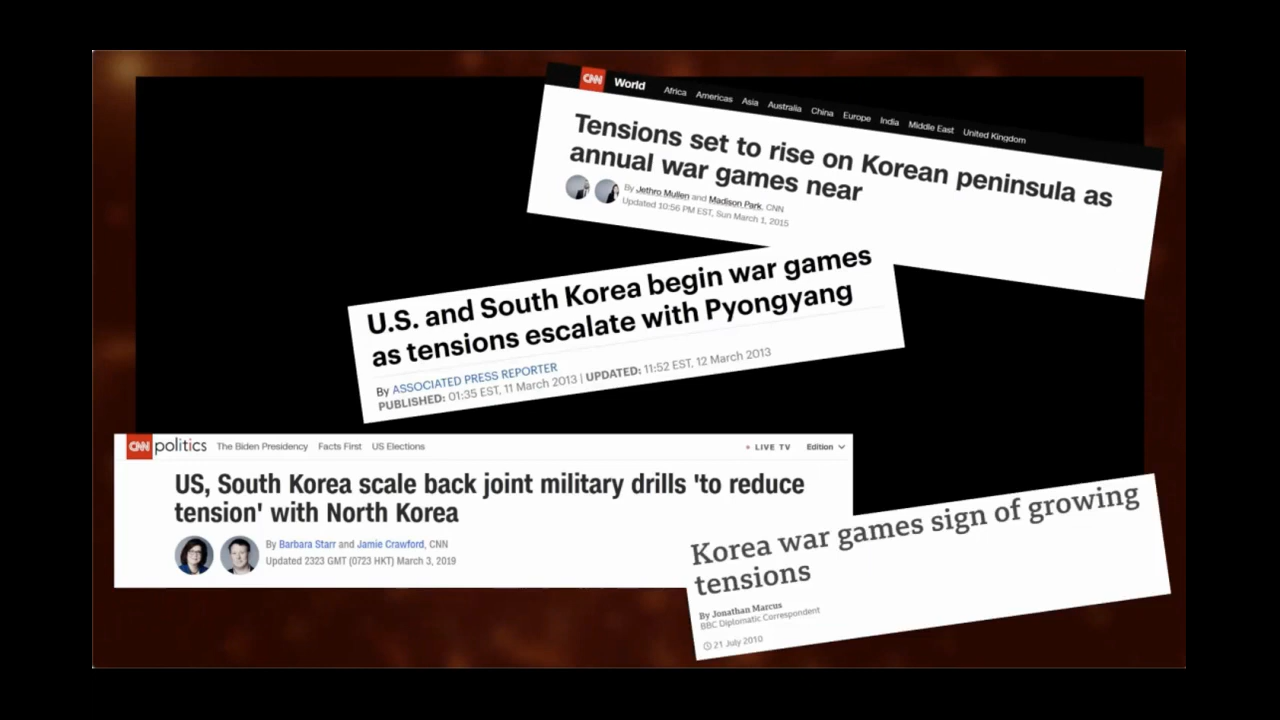 CNN World Africa Americas Asia Australia China Europe India Middle East United Kingdom
Tensions set to rise on Korean peninsula as
annual war games near
By Jethro Mullen and Madison Park, CNN
Updated 10:56 PM EST, Sun March 1, 2015
U.S. and South Korea begin war games
as tensions escalate with Pyongyang
By ASSOCIATED PRESS REPORTER
PUBLISHED: 01:35 EST, 11 March 2013 | UPDATED: 11:52 EST, 12 March 2013
CNN politics The Biden Presidency Facts First US Elections LIVE TV Edition
US, South Korea scale back joint military drills 'to reduce
tension' with North Korea
By Barbara Starr and Jamie Crawford, CNN
Updated 2323 GMT (0723 HKT) March 3, 2019
Korea war games sign of growing
tensions
By Jonathan Marcus
BBC Diplomatic Correspondent
21 July 2010